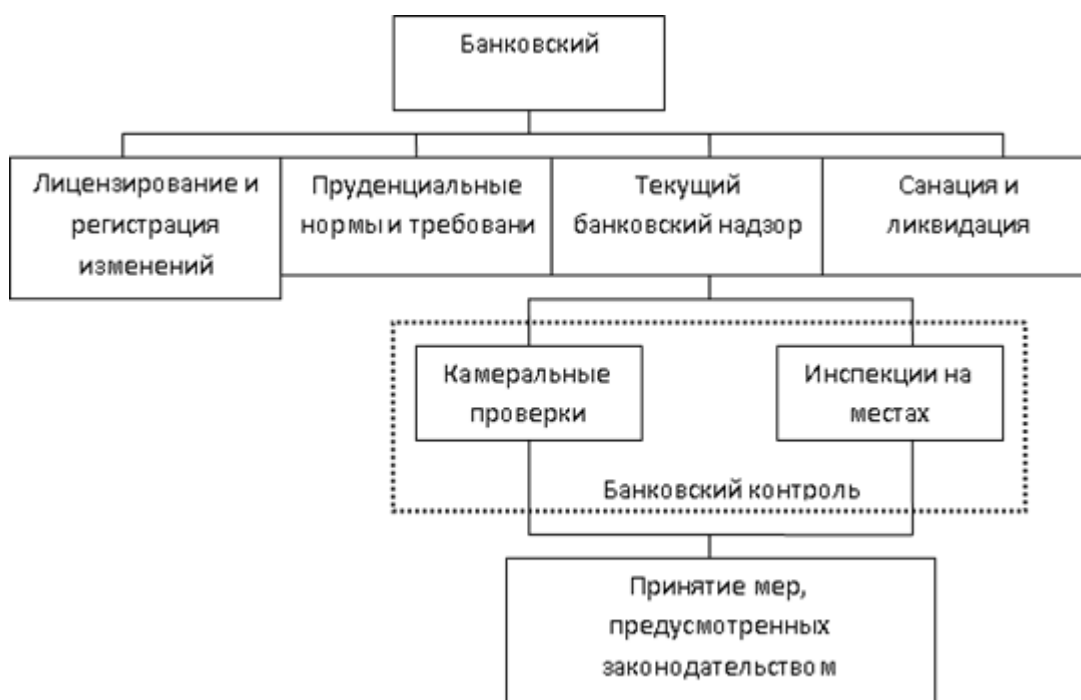 Банковский
Лицензирование и
регистрация
изменений
Пруденциальные
нормы и требовани
Текущий
банковский надзор
Санация и
ликвидация
Камеральные
проверки
Инспекции на
местах
Банковский контроль
Принятие мер,
предусмотренных
законодательством